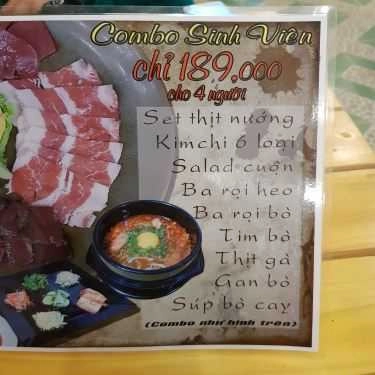 Combo Sinh Viên
chỉ 189,000
cho 4 người
Set thịt nướng
Kimchi 6 loại
Salad cuộn
Ba rọi heo
Ba rọi bò
Tim bò
Thịt gà
Gan bò
Súp bò cay
(Combo như hình trên)